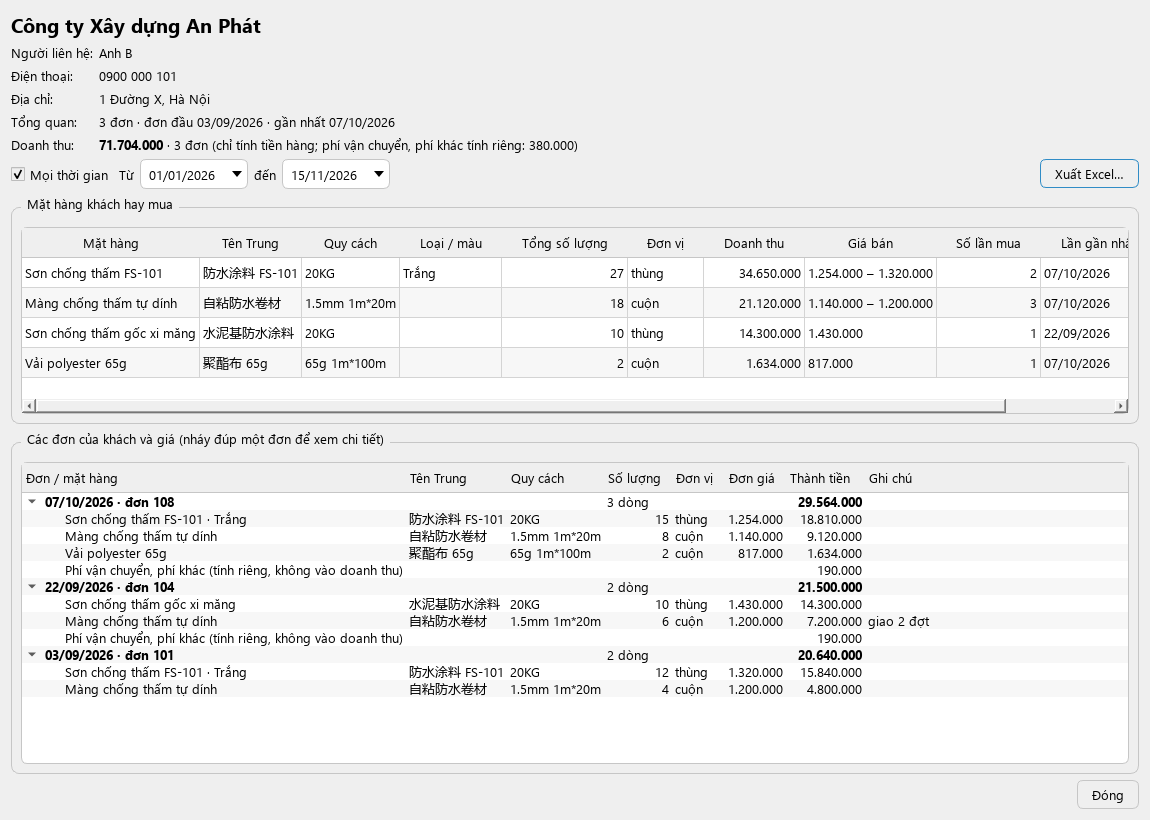 Công ty Xây dựng An Phát
Người liên hệ: Anh B
Điện thoại: 0900 000 101
Địa chỉ: 1 Đường X, Hà Nội
Tổng quan: 3 đơn · đơn đầu 03/09/2026 · gần nhất 07/10/2026
Doanh thu: 71.704.000 · 3 đơn (chỉ tính tiền hàng; phí vận chuyển, phí khác tính riêng: 380.000)
Mọi thời gian Từ 01/01/2026 đến 15/11/2026 Xuất Excel...
Mặt hàng khách hay mua
Mặt hàng Tên Trung Quy cách Loại / màu Tổng số lượng Đơn vị Doanh thu Giá bán Số lần mua Lần gần nhấ
Sơn chống thấm FS-101 防水涂料 FS-101 20KG Trắng 27 thùng 34.650.000 1.254.000 – 1.320.000 2 07/10/2026
Màng chống thấm tự dính 自粘防水卷材 1.5mm 1m*20m 18 cuộn 21.120.000 1.140.000 – 1.200.000 3 07/10/2026
Sơn chống thấm gốc xi măng 水泥基防水涂料 20KG 10 thùng 14.300.000 1.430.000 1 22/09/2026
Vải polyester 65g 聚酯布 65g 65g 1m*100m 2 cuộn 1.634.000 817.000 1 07/10/2026
Các đơn của khách và giá (nháy đúp một đơn để xem chi tiết)
Đơn / mặt hàng Tên Trung Quy cách Số lượng Đơn vị Đơn giá Thành tiền Ghi chú
07/10/2026 · đơn 108 3 dòng 29.564.000
Sơn chống thấm FS-101 · Trắng 防水涂料 FS-101 20KG 15 thùng 1.254.000 18.810.000
Màng chống thấm tự dính 自粘防水卷材 1.5mm 1m*20m 8 cuộn 1.140.000 9.120.000
Vải polyester 65g 聚酯布 65g 65g 1m*100m 2 cuộn 817.000 1.634.000
Phí vận chuyển, phí khác (tính riêng, không vào doanh thu) 190.000
22/09/2026 · đơn 104 2 dòng 21.500.000
Sơn chống thấm gốc xi măng 水泥基防水涂料 20KG 10 thùng 1.430.000 14.300.000
Màng chống thấm tự dính 自粘防水卷材 1.5mm 1m*20m 6 cuộn 1.200.000 7.200.000 giao 2 đợt
Phí vận chuyển, phí khác (tính riêng, không vào doanh thu) 190.000
03/09/2026 · đơn 101 2 dòng 20.640.000
Sơn chống thấm FS-101 · Trắng 防水涂料 FS-101 20KG 12 thùng 1.320.000 15.840.000
Màng chống thấm tự dính 自粘防水卷材 1.5mm 1m*20m 4 cuộn 1.200.000 4.800.000
Đóng